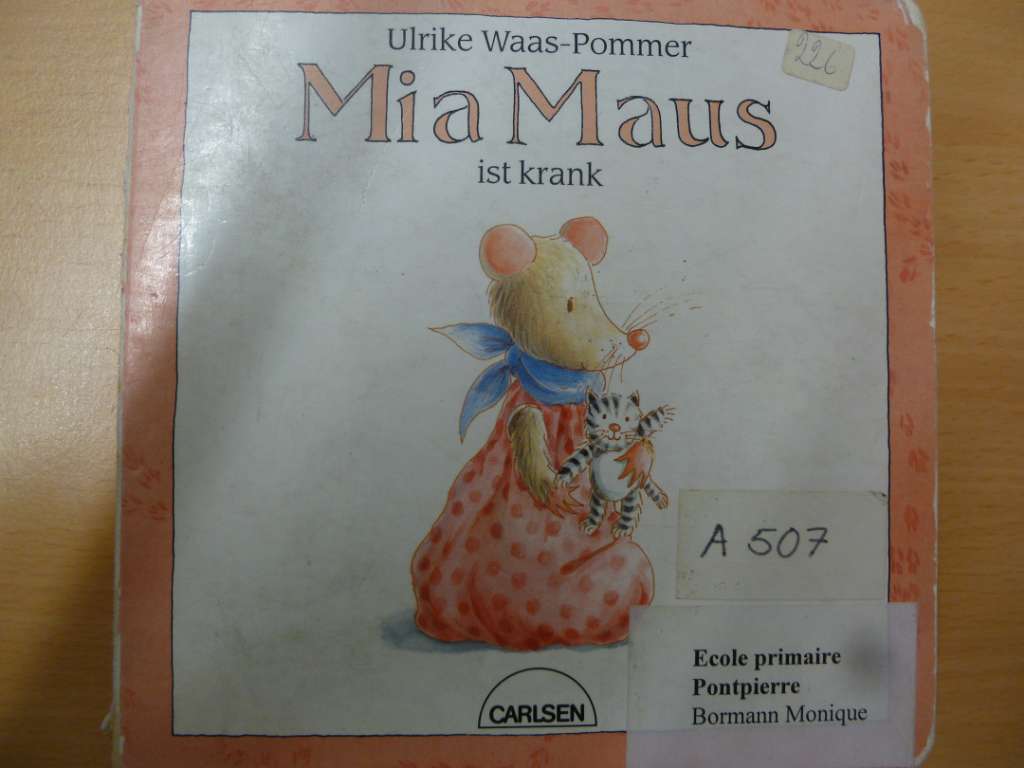 Ulrike Waas-Pommer
226
Mia Maus
ist krank
A 507
Ecole primaire
Pontpierre
Bormann Monique
CARLSEN